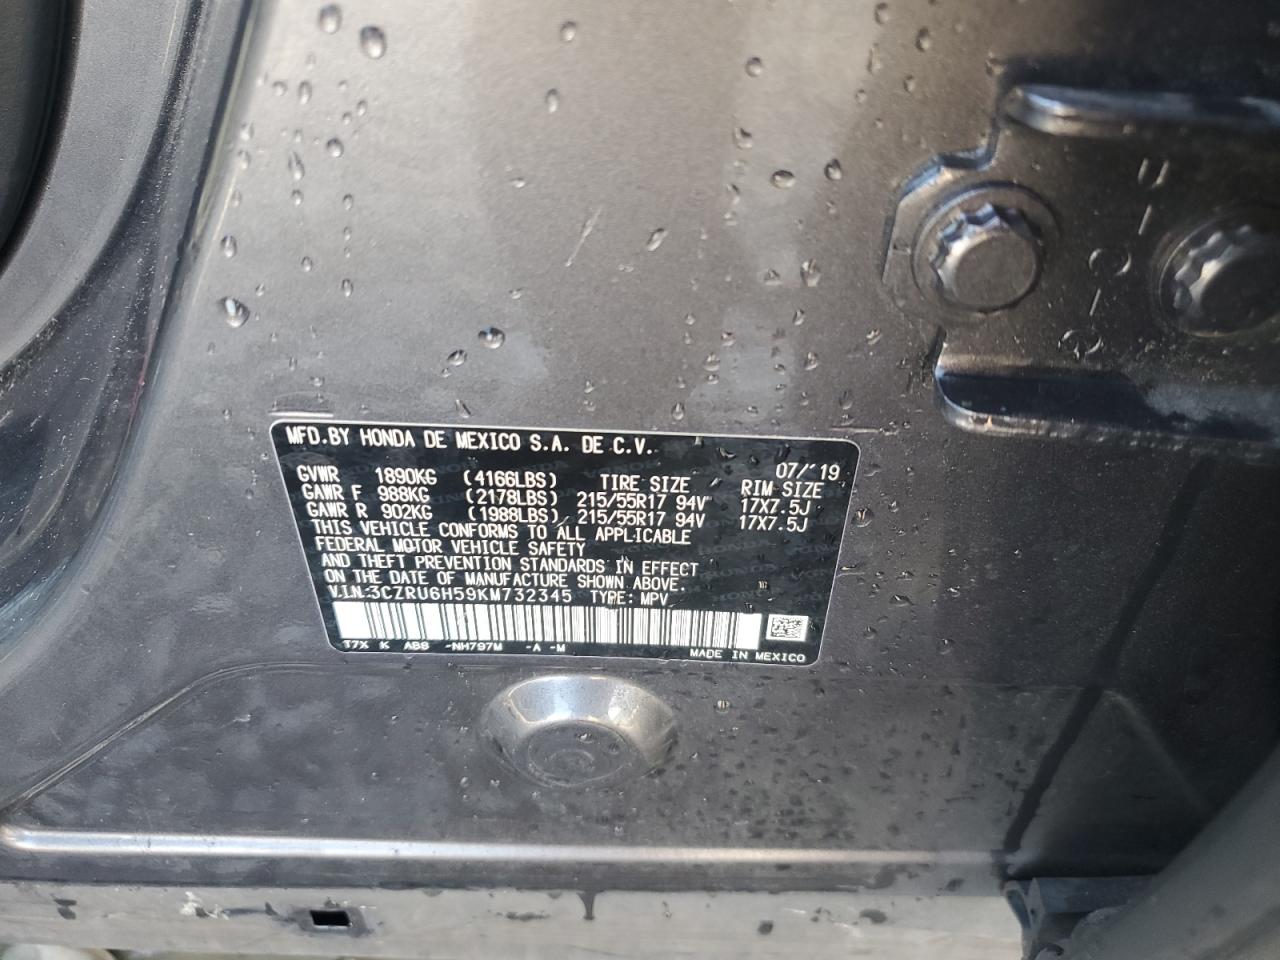 MFD.BY HONDA DE MEXICO S.A. DE C.V.
07/'19
GVWR 1890KG (4166LBS) TIRE SIZE RIM SIZE
GAWR F 988KG (2178LBS) 215/55R17 94V 17X7.5J
GAWR R 902KG (1988LBS) 215/55R17 94V 17X7.5J
THIS VEHICLE CONFORMS TO ALL APPLICABLE
FEDERAL MOTOR VEHICLE SAFETY
AND THEFT PREVENTION STANDARDS IN EFFECT
ON THE DATE OF MANUFACTURE SHOWN ABOVE.
V.I.N:3CZRU6H59KM732345 TYPE: MPV
T7X K AB8 -NH797M -A -M
MADE IN MEXICO